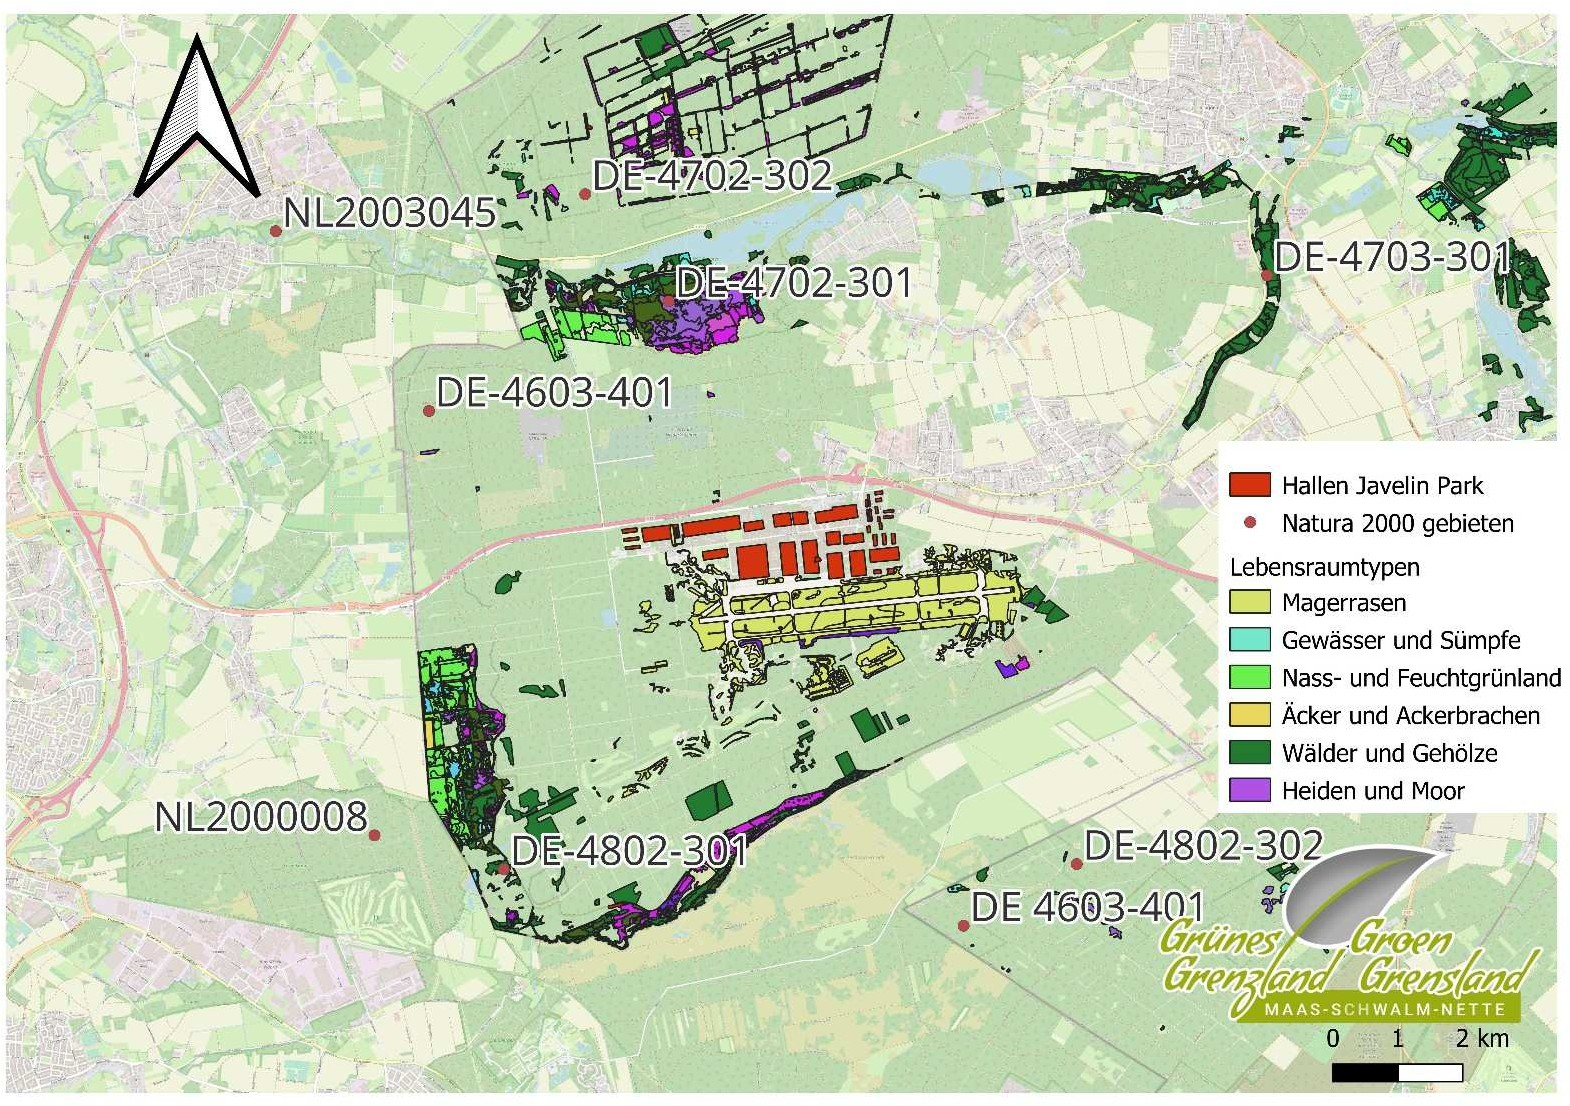 DE-4702-302
NL2003045
DE-4703-301
DE-4702-301
DE-4603-401
Hallen Javelin Park
Natura 2000 gebieten
Lebensraumtypen
Magerrasen
Gewässer und Sümpfe
Nass- und Feuchtgrünland
Äcker und Ackerbrachen
Wälder und Gehölze
Heiden und Moor
NL2000008
DE-4802-301
DE-4802-302
DE 4603-401
Grünes Groen
Grenzland Grensland
MAAS-SCHWALM-NETTE
0 1 2 km